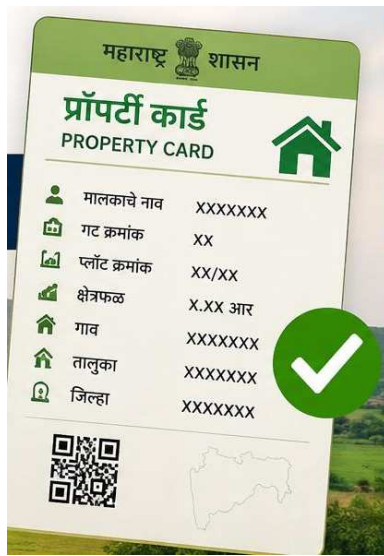 महाराष्ट्र शासन
प्रॉपर्टी कार्ड
PROPERTY CARD
मालकाचे नाव XXXXXXX
गट क्रमांक XX
प्लॉट क्रमांक XX/XX
क्षेत्रफळ X.XX आर
गाव XXXXXXX
तालुका XXXXXXX
जिल्हा XXXXXXX